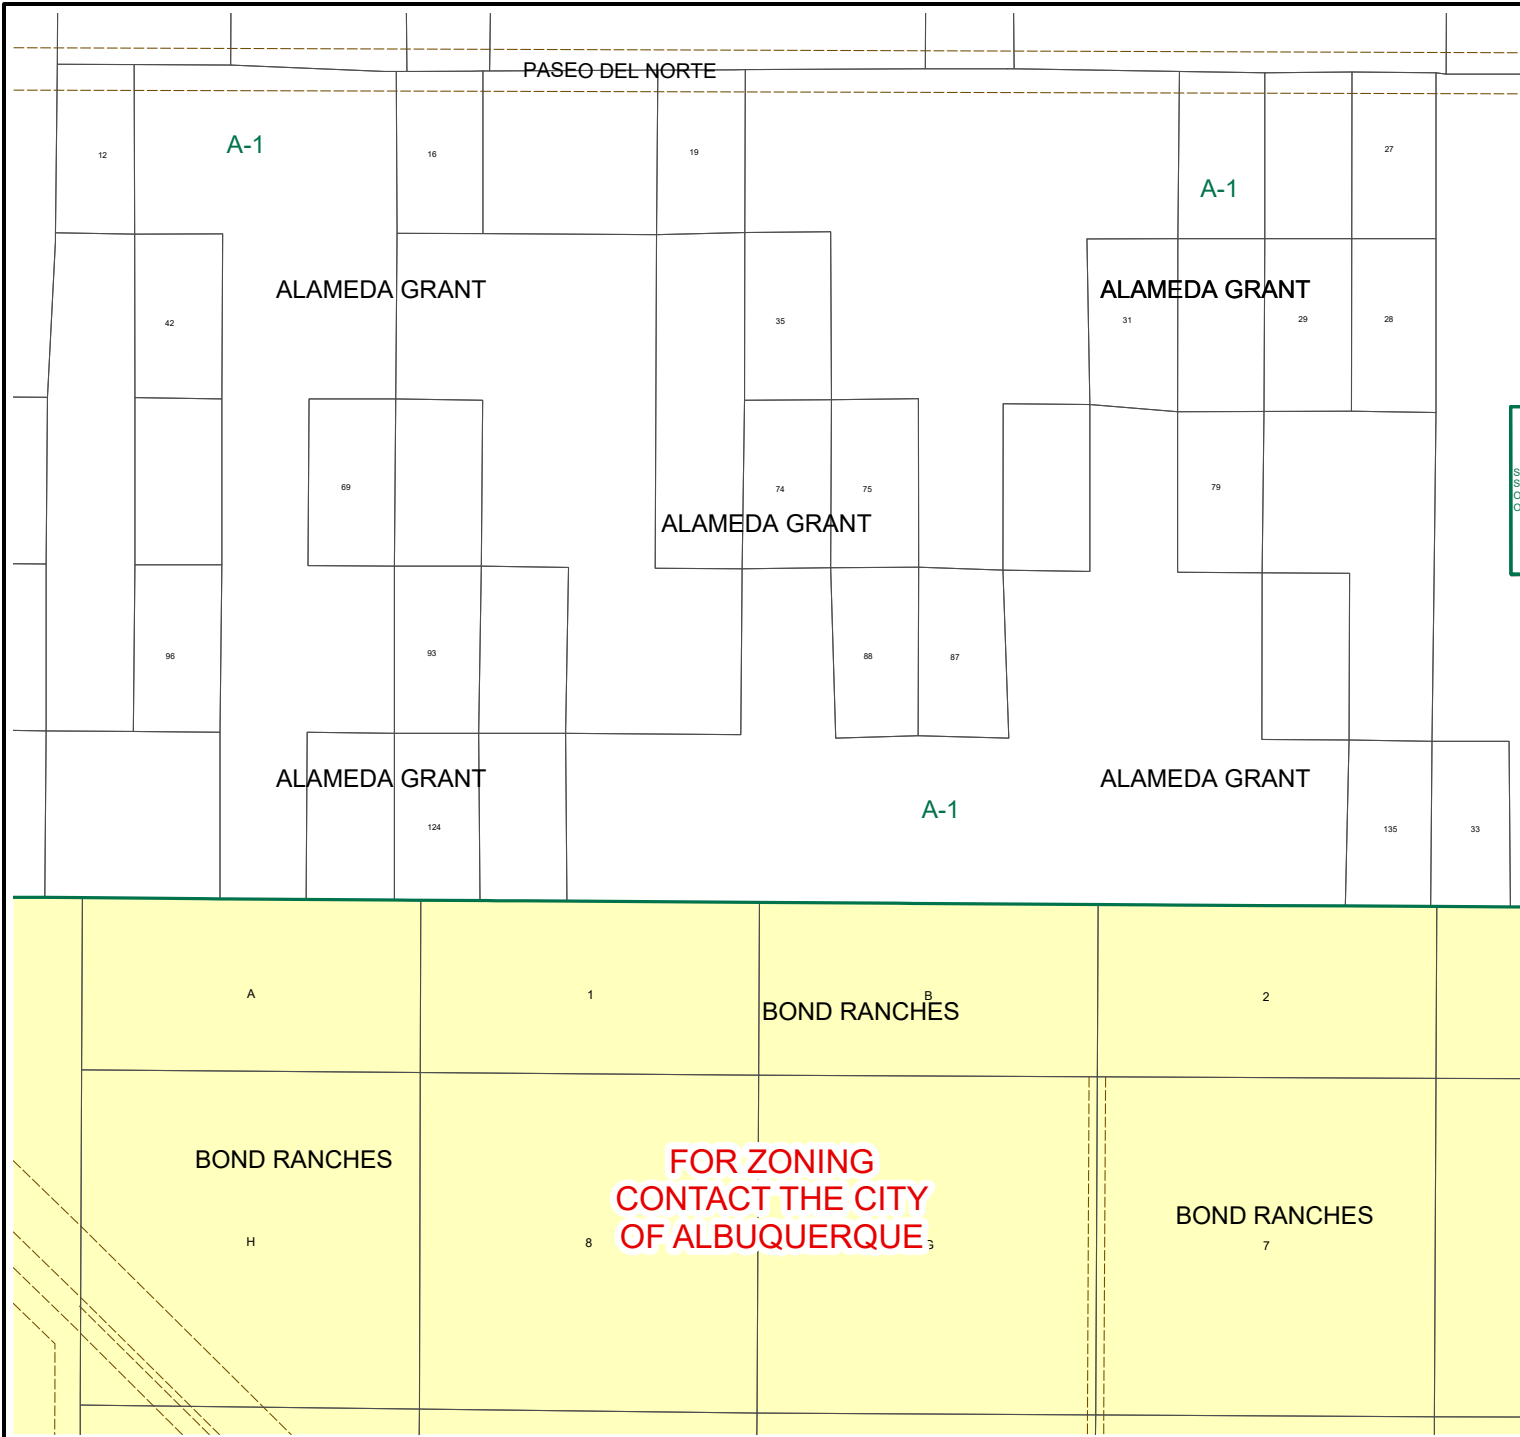 PASEO DEL NORTE
A-1
12
16
19
27
A-1
ALAMEDA GRANT
ALAMEDA GRANT
42
35
31
29
28
69
74
75
79
S
S
O
O
ALAMEDA GRANT
96
93
88
87
ALAMEDA GRANT
ALAMEDA GRANT
A-1
124
135
33
A
1
B
2
BOND RANCHES
BOND RANCHES
FOR ZONING
CONTACT THE CITY
OF ALBUQUERQUE
BOND RANCHES
H
8
G
7